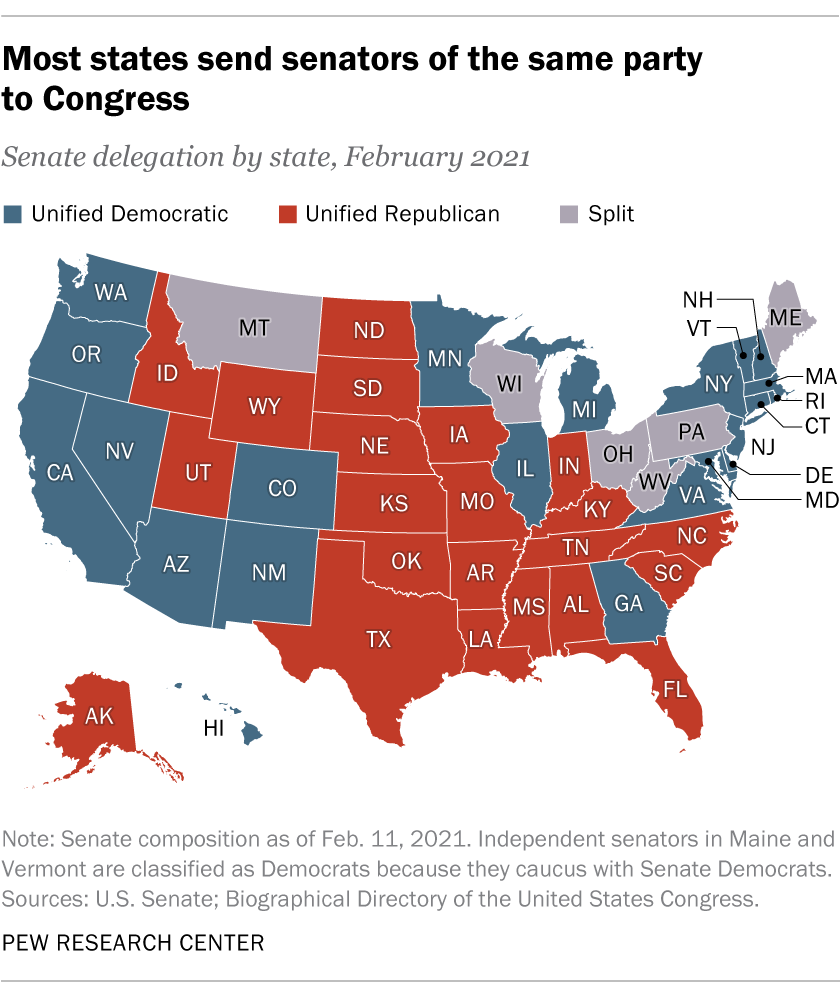 Most states send senators of the same party
to Congress
Senate delegation by state, February 2021
Unified Democratic Unified Republican Split
WA
MT
ND
MN
NH
VT
ME
OR
ID
SD
WI
MI
NY
MA
RI
CT
WY
NE
IA
PA
NJ
OH
NV
UT
CA
CO
KS
MO
IL
IN
WV
VA
DE
MD
KY
NC
AZ
NM
OK
AR
TN
SC
MS
AL
GA
TX
LA
FL
AK
HI
Note: Senate composition as of Feb. 11, 2021. Independent senators in Maine and
Vermont are classified as Democrats because they caucus with Senate Democrats.
Sources: U.S. Senate; Biographical Directory of the United States Congress.
PEW RESEARCH CENTER